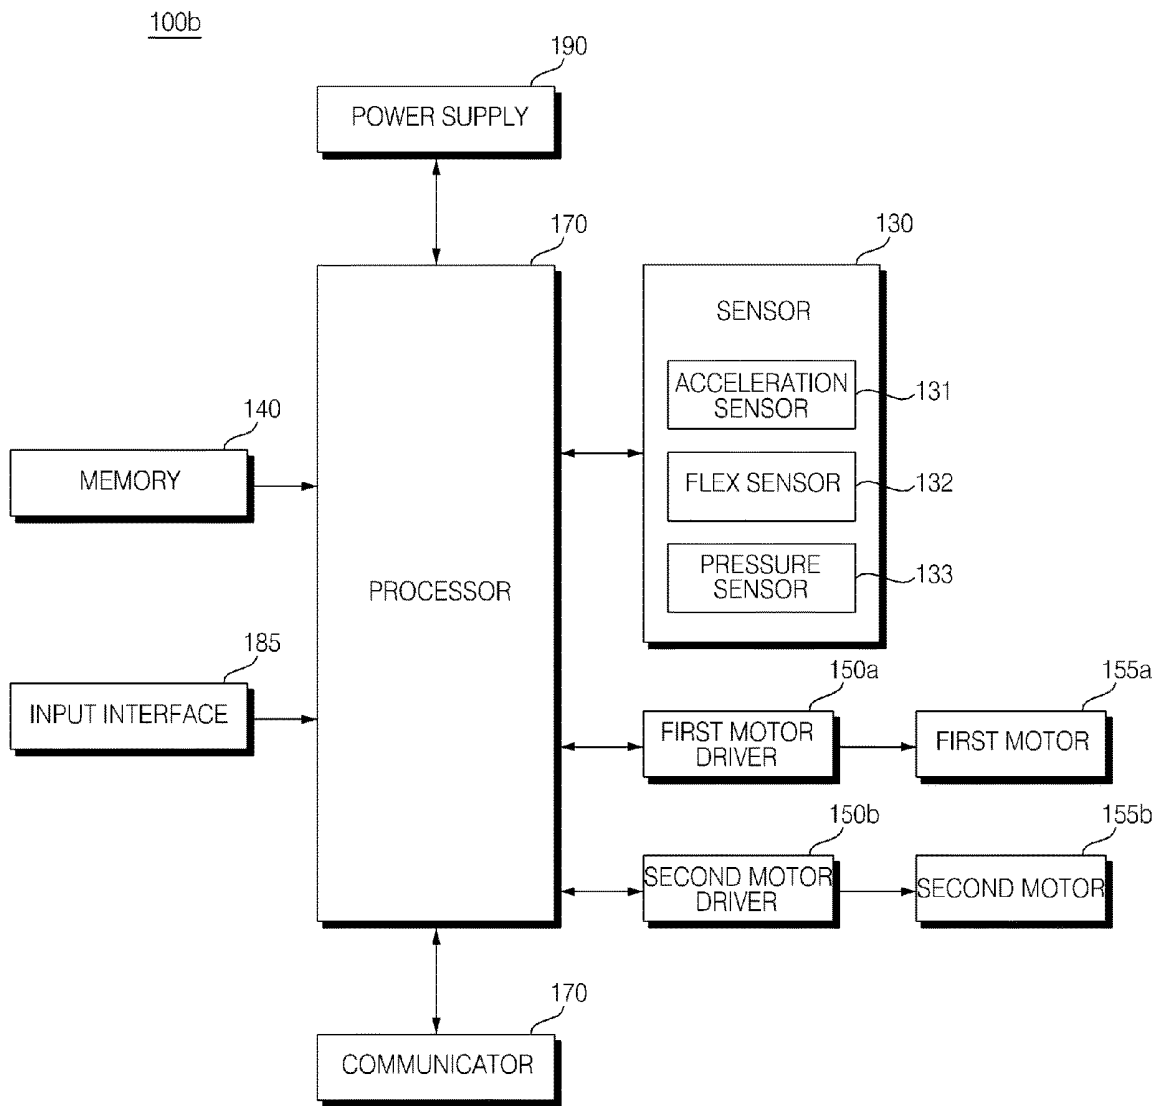 100b
190
POWER SUPPLY
170
130
SENSOR
ACCELERATION
SENSOR
131
140
MEMORY
FLEX SENSOR
132
PRESSURE
SENSOR
133
PROCESSOR
185
INPUT INTERFACE
150a
155a
FIRST MOTOR
DRIVER
FIRST MOTOR
150b
155b
SECOND MOTOR
DRIVER
SECOND MOTOR
170
COMMUNICATOR